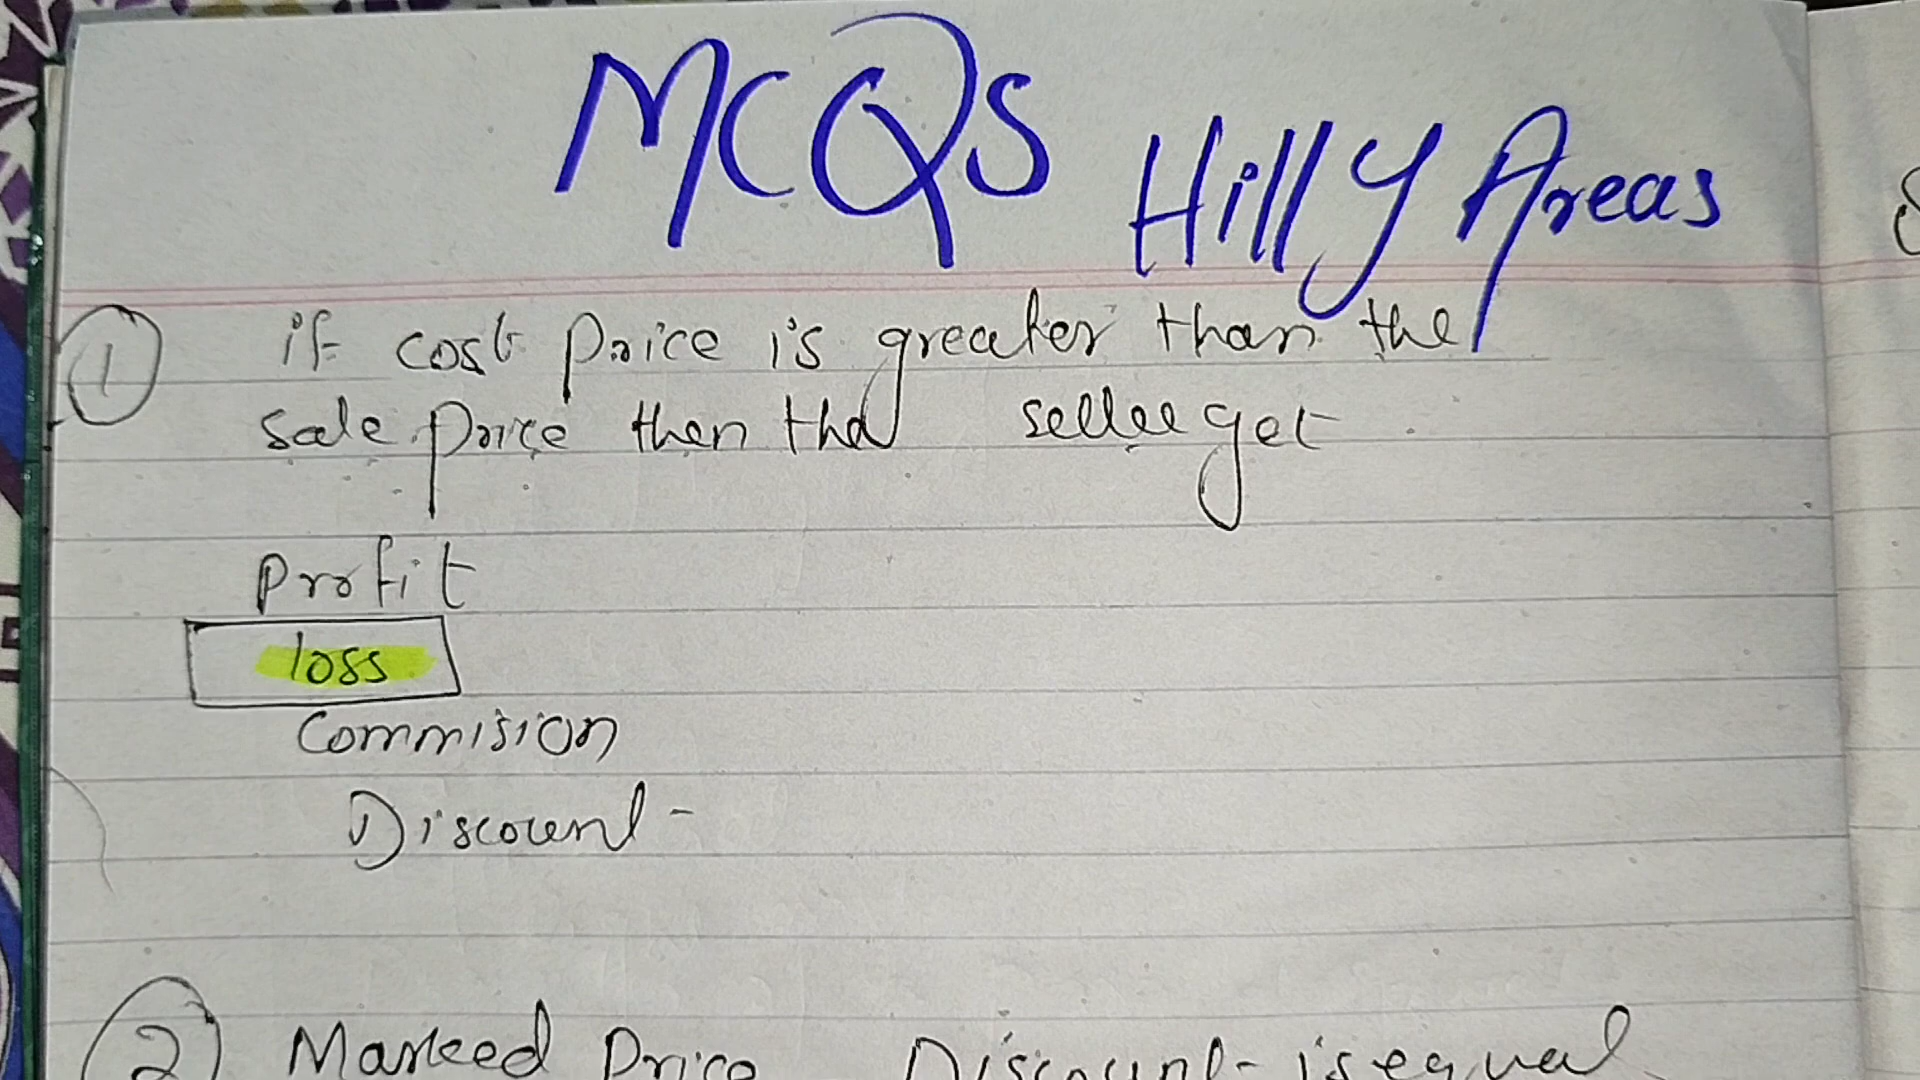 MCQS Hilly Areas
1 if cost price is greater than the
sale price then the seller get
Profit
loss
Commision
Discount
2 Marked Price Discount is equal